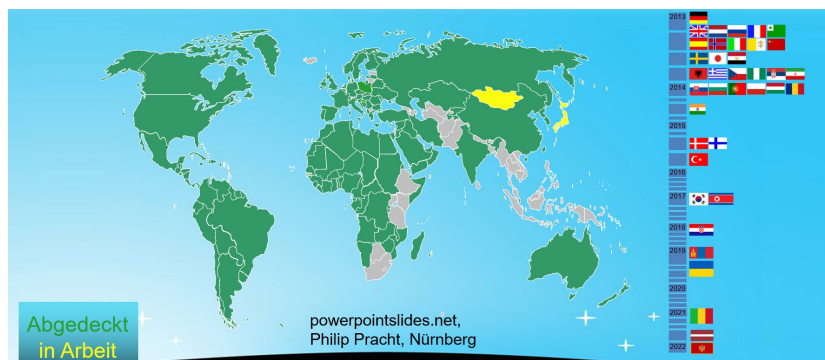 2013
2014
2015
2016
2017
2018
2019
2020
2021
2022
powerpointslides.net,
Philip Pracht, Nürnberg
Abgedeckt
in Arbeit